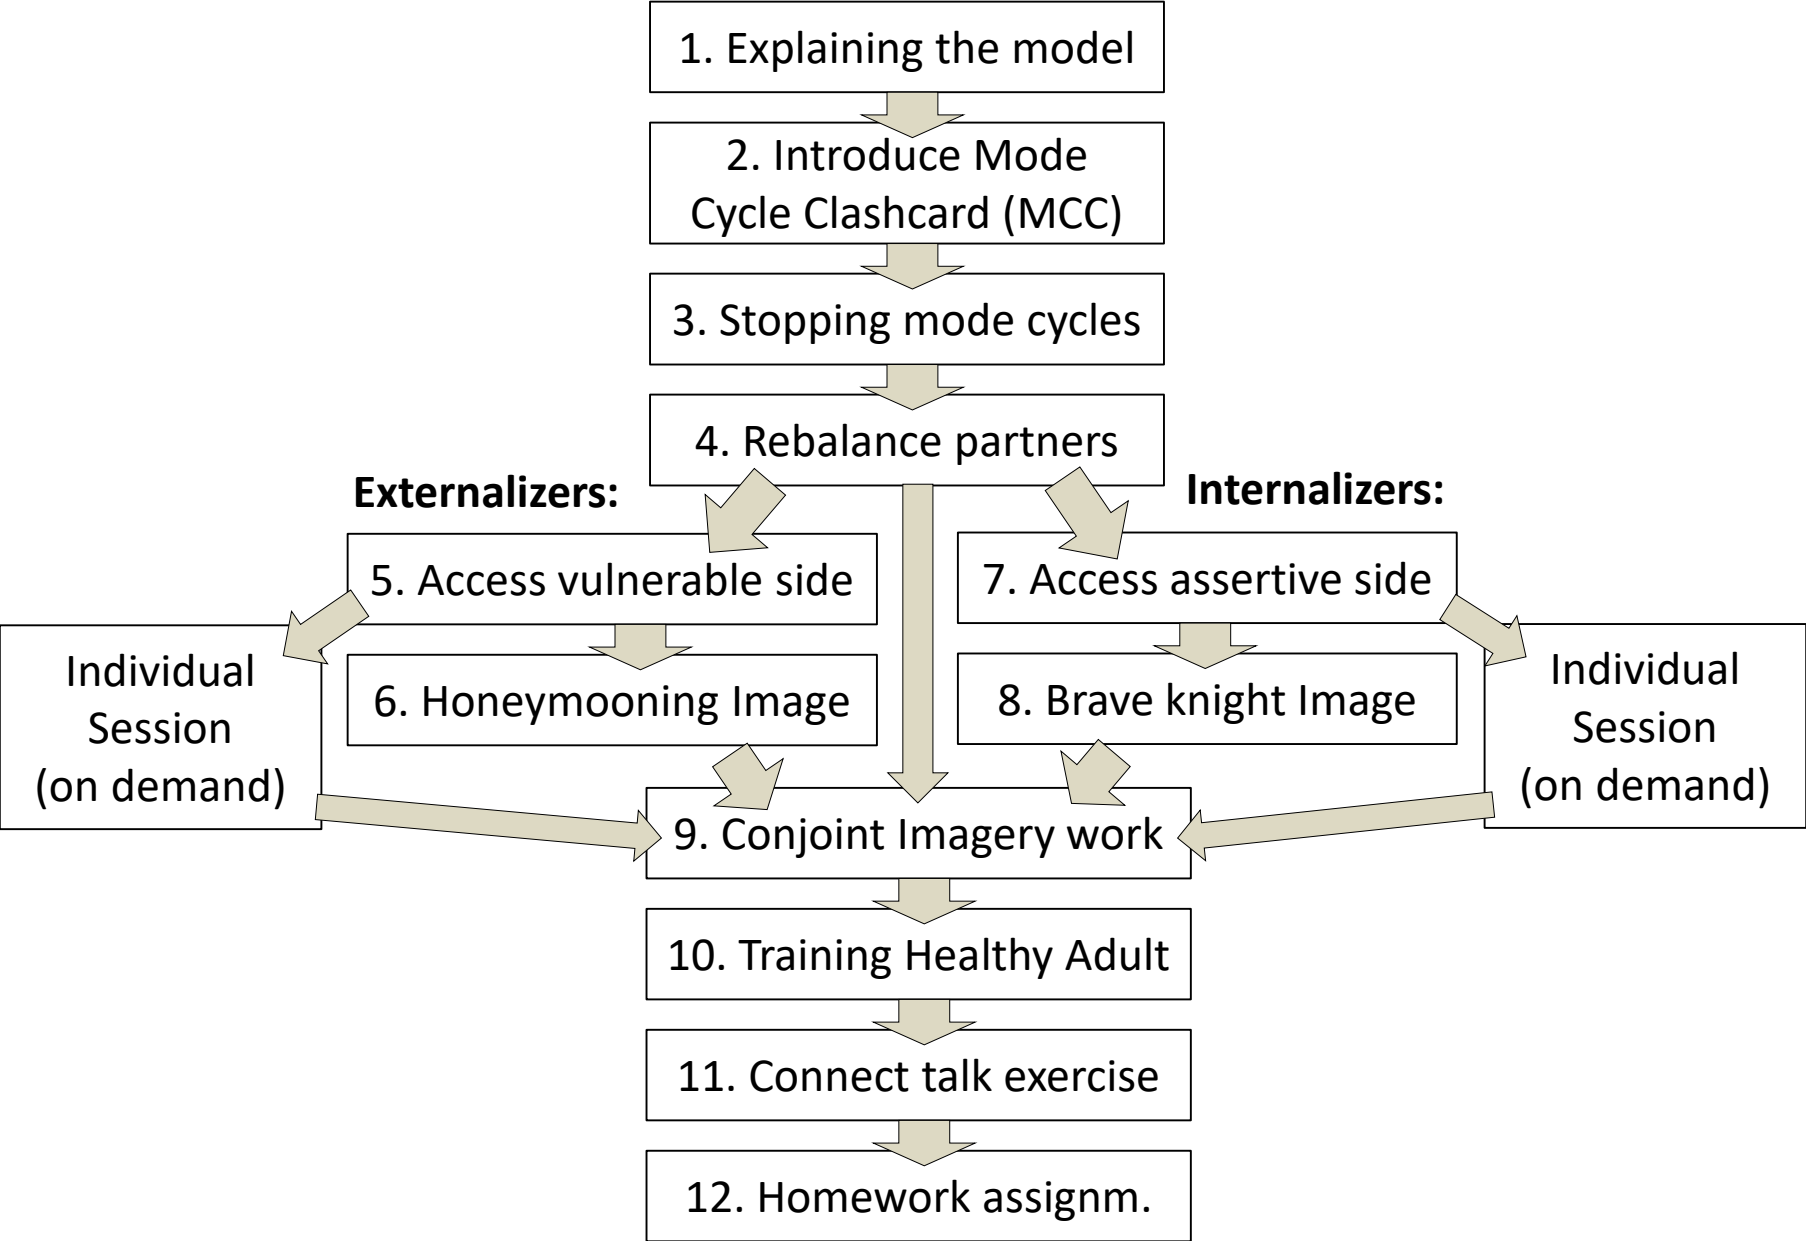 1. Explaining the model
2. Introduce Mode
Cycle Clashcard (MCC)
3. Stopping mode cycles
4. Rebalance partners
Externalizers:
Internalizers:
5. Access vulnerable side
7. Access assertive side
Individual
Session
(on demand)
6. Honeymooning Image
8. Brave knight Image
Individual
Session
(on demand)
9. Conjoint Imagery work
10. Training Healthy Adult
11. Connect talk exercise
12. Homework assignm.